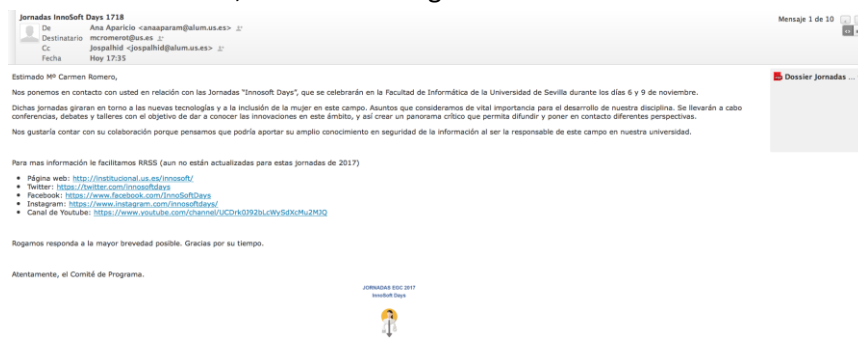 Jornadas InnoSoft Days 1718
Mensaje 1 de 10
De Ana Aparicio <anaaparam@alum.us.es>
Destinatario mcromerot@us.es
Cc Jospalhid <jospalhid@alum.us.es>
Fecha Hoy 17:35
Dossier Jornadas ...
Estimado Mº Carmen Romero,
Nos ponemos en contacto con usted en relación con las Jornadas "Innosoft Days", que se celebrarán en la Facultad de Informática de la Universidad de Sevilla durante los días 6 y 9 de noviembre.
Dichas jornadas giraran en torno a las nuevas tecnologías y a la inclusión de la mujer en este campo. Asuntos que consideramos de vital importancia para el desarrollo de nuestra disciplina. Se llevarán a cabo
conferencias, debates y talleres con el objetivo de dar a conocer las innovaciones en este ámbito, y así crear un panorama crítico que permita difundir y poner en contacto diferentes perspectivas.
Nos gustaría contar con su colaboración porque pensamos que podría aportar su amplio conocimiento en seguridad de la información al ser la responsable de este campo en nuestra universidad.
Para mas información le facilitamos RRSS (aun no están actualizadas para estas jornadas de 2017)
• Página web: http://institucional.us.es/innosoft/
• Twitter: https://twitter.com/innosoftdays
• Facebook: https://www.facebook.com/InnoSoftDays
• Instagram: https://www.instagram.com/innosoftdays/
• Canal de Youtube: https://www.youtube.com/channel/UCDrk0J92bLcWySdXcMu2MJQ
Rogamos responda a la mayor brevedad posible. Gracias por su tiempo.
Atentamente, el Comité de Programa.
JORNADAS EGC 2017
InnoSoft Days